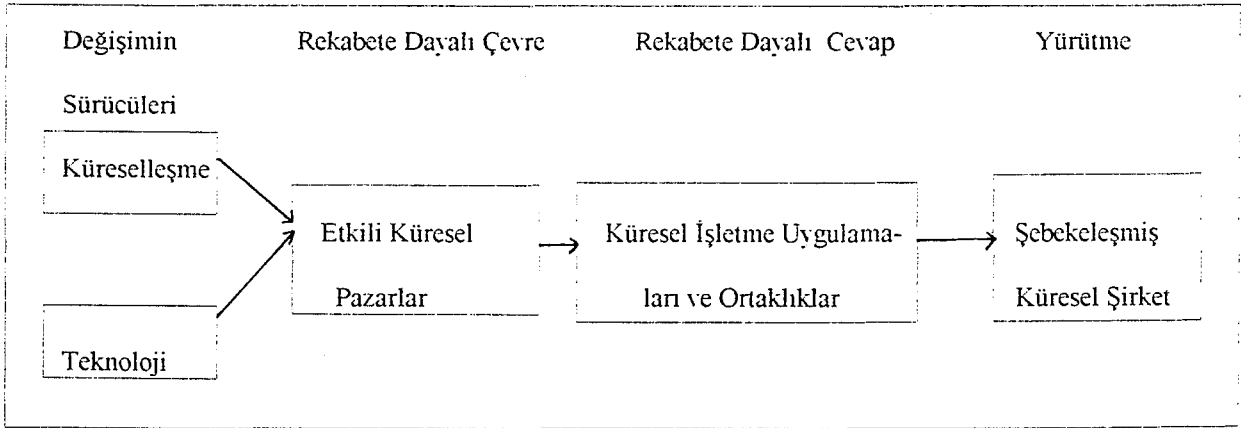 Değişimin
Sürücüleri
Rekabete Dayalı Çevre
Rekabete Dayalı Cevap
Yürütme
Küreselleşme
Teknoloji
Etkili Küresel
Pazarlar
Küresel İşletme Uygulama-
ları ve Ortaklıklar
Şebekeleşmiş
Küresel Şirket